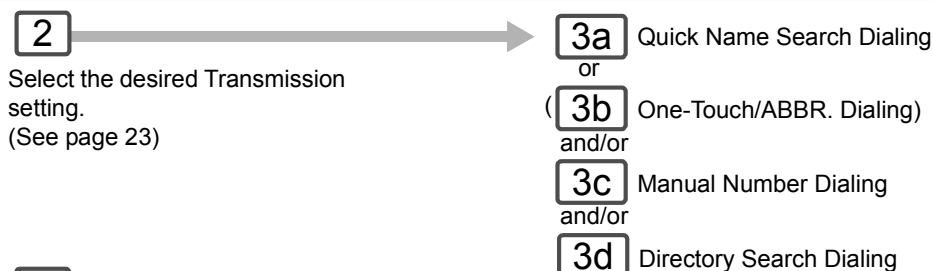 2
Select the desired Transmission
setting.
(See page 23)
3a Quick Name Search Dialing
or
(3b One-Touch/ABBR. Dialing)
and/or
3c Manual Number Dialing
and/or
3d Directory Search Dialing